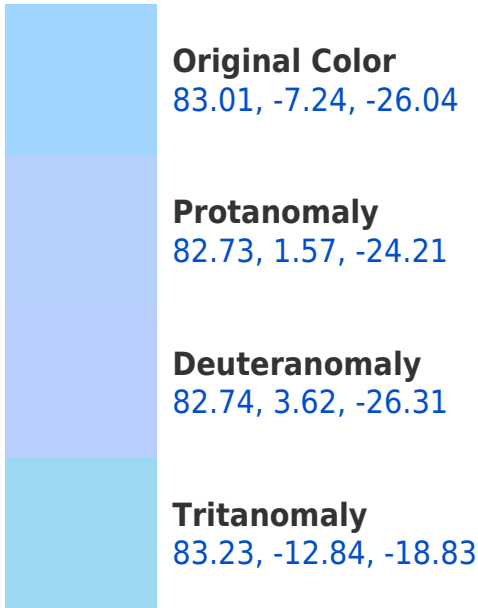 Original Color
83.01, -7.24, -26.04
Protanomaly
82.73, 1.57, -24.21
Deuteranomaly
82.74, 3.62, -26.31
Tritanomaly
83.23, -12.84, -18.83